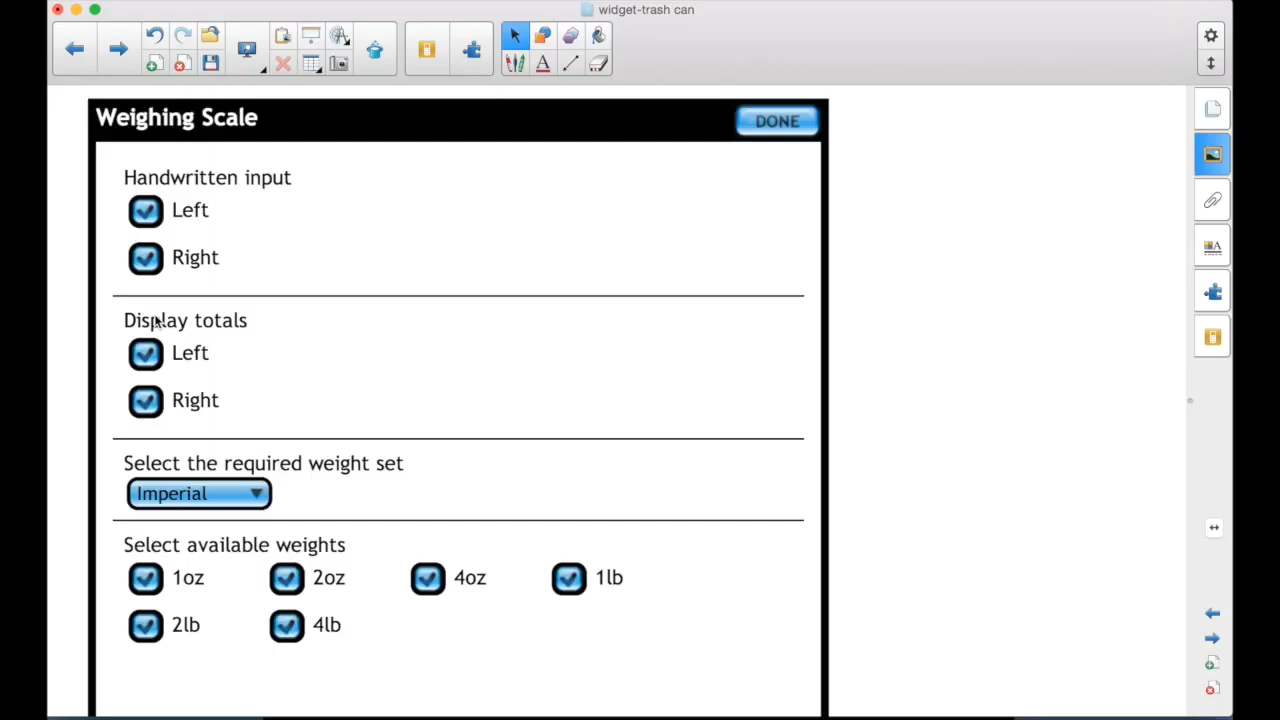 widget-trash can
Weighing Scale
DONE
Handwritten input
Left
Right
Display totals
Left
Right
Select the required weight set
Imperial
Select available weights
1oz 2oz 4oz 1lb
2lb 4lb